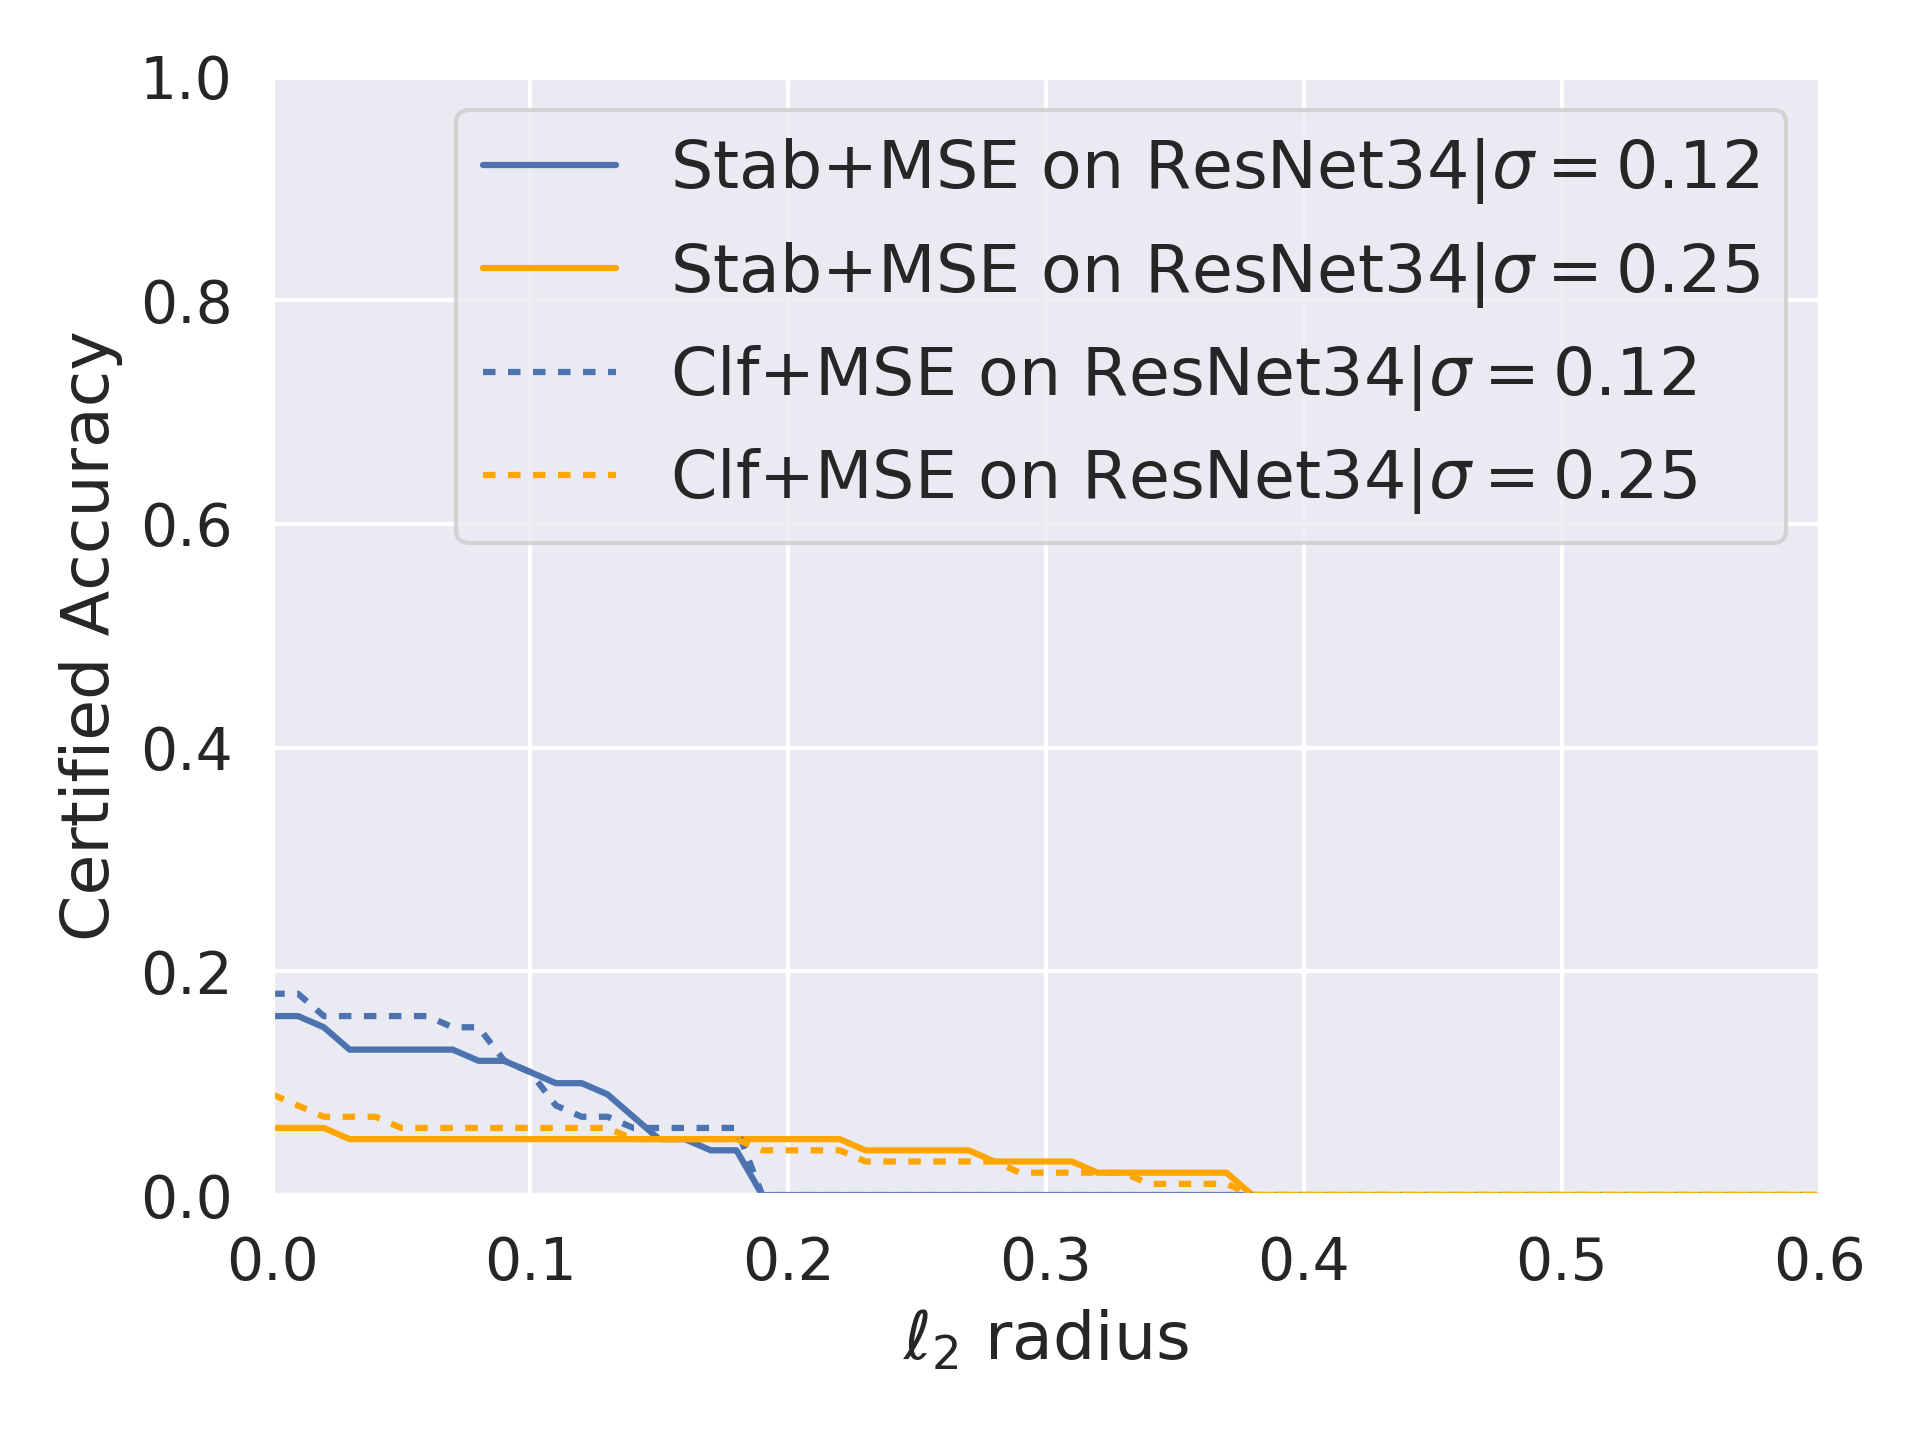 1.0
0.8
0.6
0.4
0.2
0.0
Certified Accuracy
Stab+MSE on ResNet34|σ = 0.12
Stab+MSE on ResNet34|σ = 0.25
Clf+MSE on ResNet34|σ = 0.12
Clf+MSE on ResNet34|σ = 0.25
0.0 0.1 0.2 0.3 0.4 0.5 0.6
ℓ₂ radius